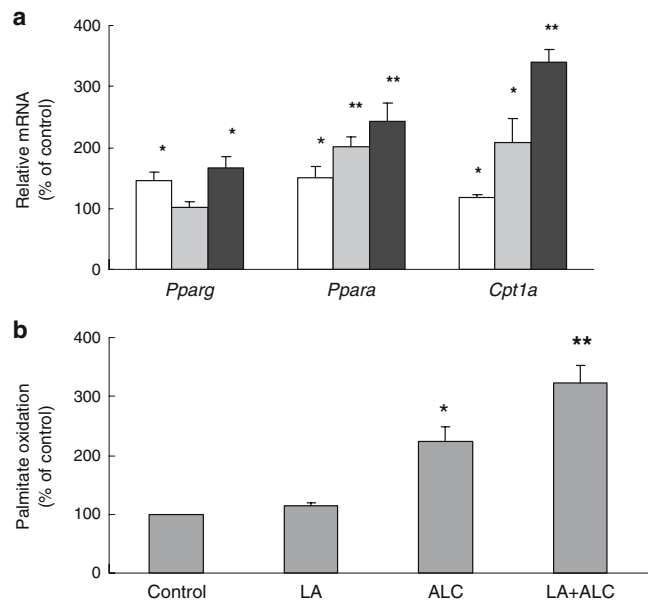 a
Relative mRNA
(% of control)
400
300
200
100
0
*
*
*
**
**
*
*
**
Pparg
Ppara
Cpt1a
b
Palmitate oxidation
(% of control)
400
300
200
100
0
*
**
Control
LA
ALC
LA+ALC